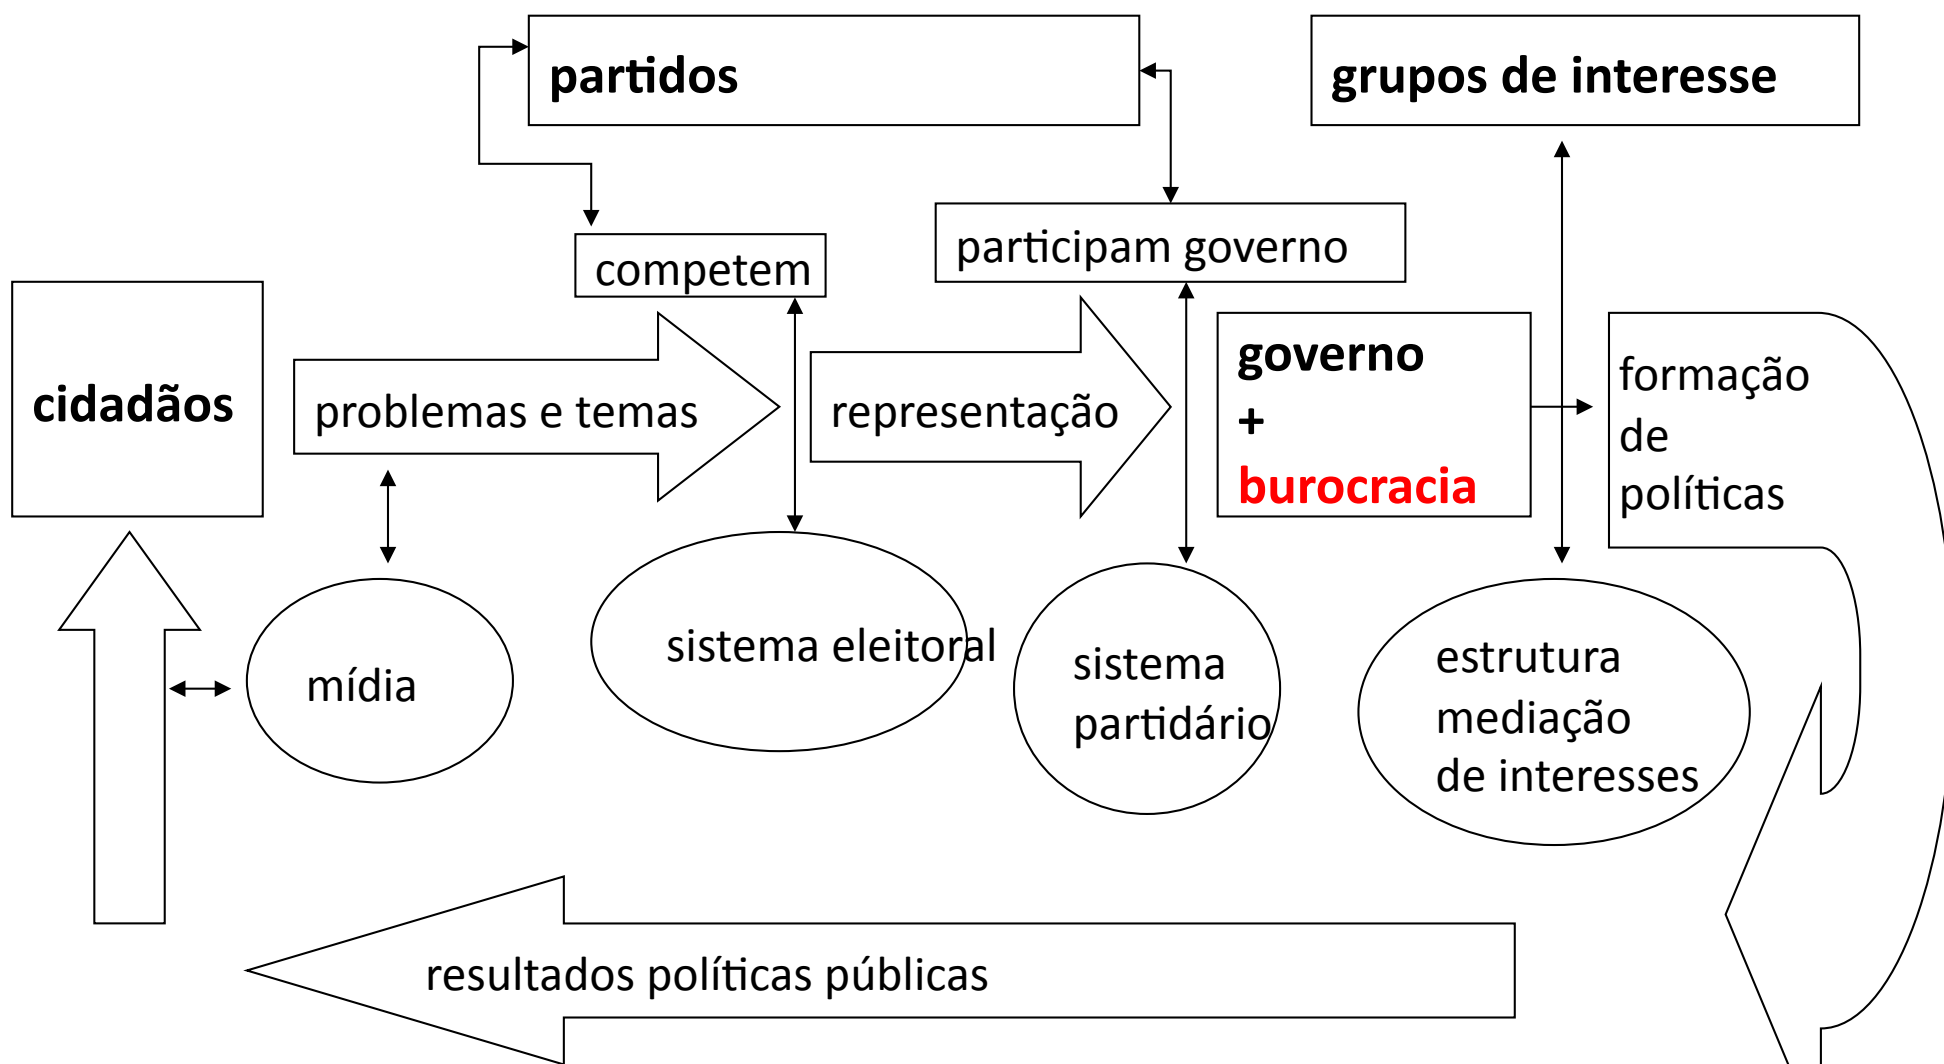 partidos
grupos de interesse
competem
participam governo
cidadãos
problemas e temas
representação
governo
+
burocracia
formação
de
políticas
mídia
sistema eleitoral
sistema
partidário
estrutura
mediação
de interesses
resultados políticas públicas